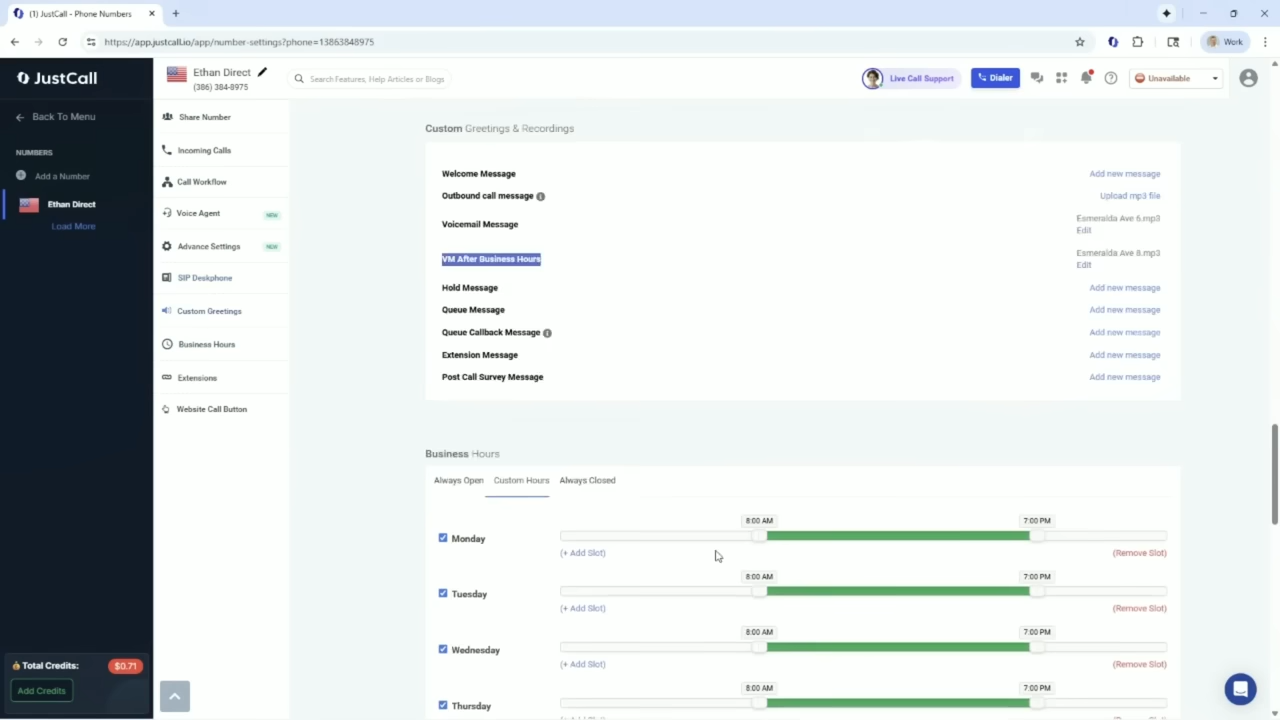 (1) JustCall - Phone Numbers
https://app.justcall.io/app/number-settings?phone=13863848975
Work
JustCall
Ethan Direct
(386) 384-8975
Search Features, Help Articles or Blogs
Live Call Support
Dialer
Unavailable
Back To Menu
NUMBERS
Add a Number
Ethan Direct
Load More
Share Number
Incoming Calls
Call Workflow
Voice Agent NEW
Advance Settings NEW
SIP Deskphone
Custom Greetings
Business Hours
Extensions
Website Call Button
Custom Greetings & Recordings
Welcome Message Add new message
Outbound call message Upload mp3 file
Voicemail Message Esmeralda Ave 6.mp3
Edit
VM After Business Hours Esmeralda Ave 8.mp3
Edit
Hold Message Add new message
Queue Message Add new message
Queue Callback Message Add new message
Extension Message Add new message
Post Call Survey Message Add new message
Business Hours
Always Open Custom Hours Always Closed
8:00 AM 7:00 PM
Monday
(+ Add Slot) (Remove Slot)
8:00 AM 7:00 PM
Tuesday
(+ Add Slot) (Remove Slot)
8:00 AM 7:00 PM
Wednesday
(+ Add Slot) (Remove Slot)
8:00 AM 7:00 PM
Thursday
Total Credits: $0.71
Add Credits